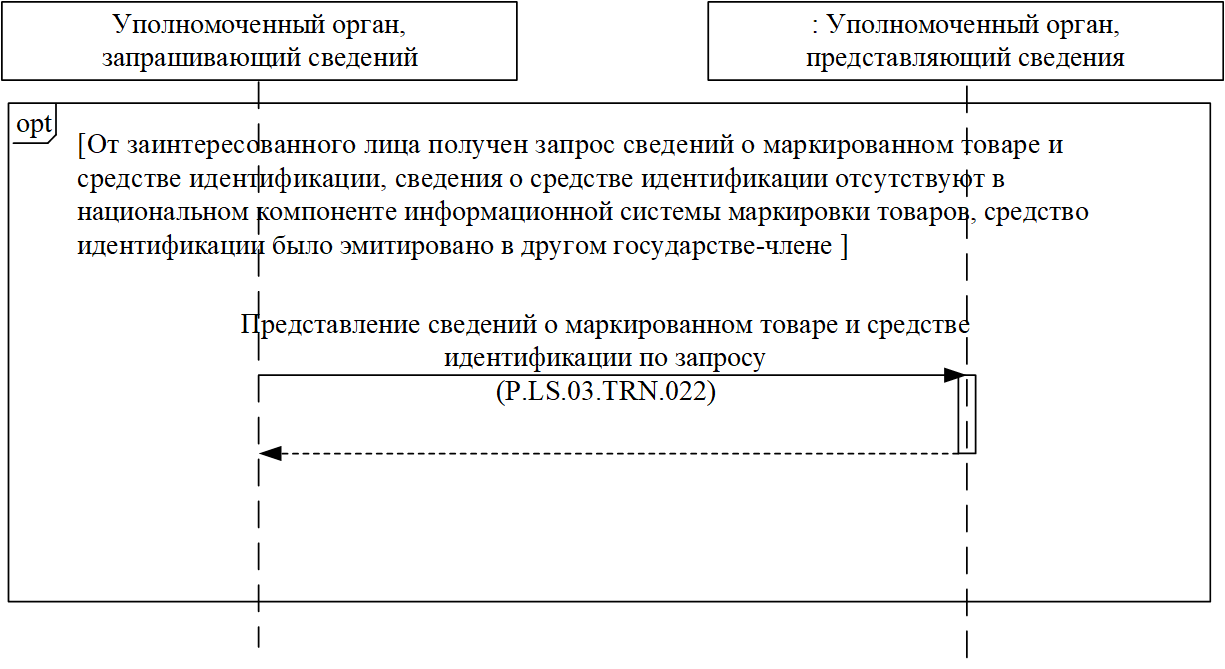 Уполномоченный орган,
запрашивающий сведений
: Уполномоченный орган,
представляющий сведения
opt
[От заинтересованного лица получен запрос сведений о маркированном товаре и
средстве идентификации, сведения о средстве идентификации отсутствуют в
национальном компоненте информационной системы маркировки товаров, средство
идентификации было эмитировано в другом государстве-члене ]
Представление сведений о маркированном товаре и средстве
идентификации по запросу
(P.LS.03.TRN.022)